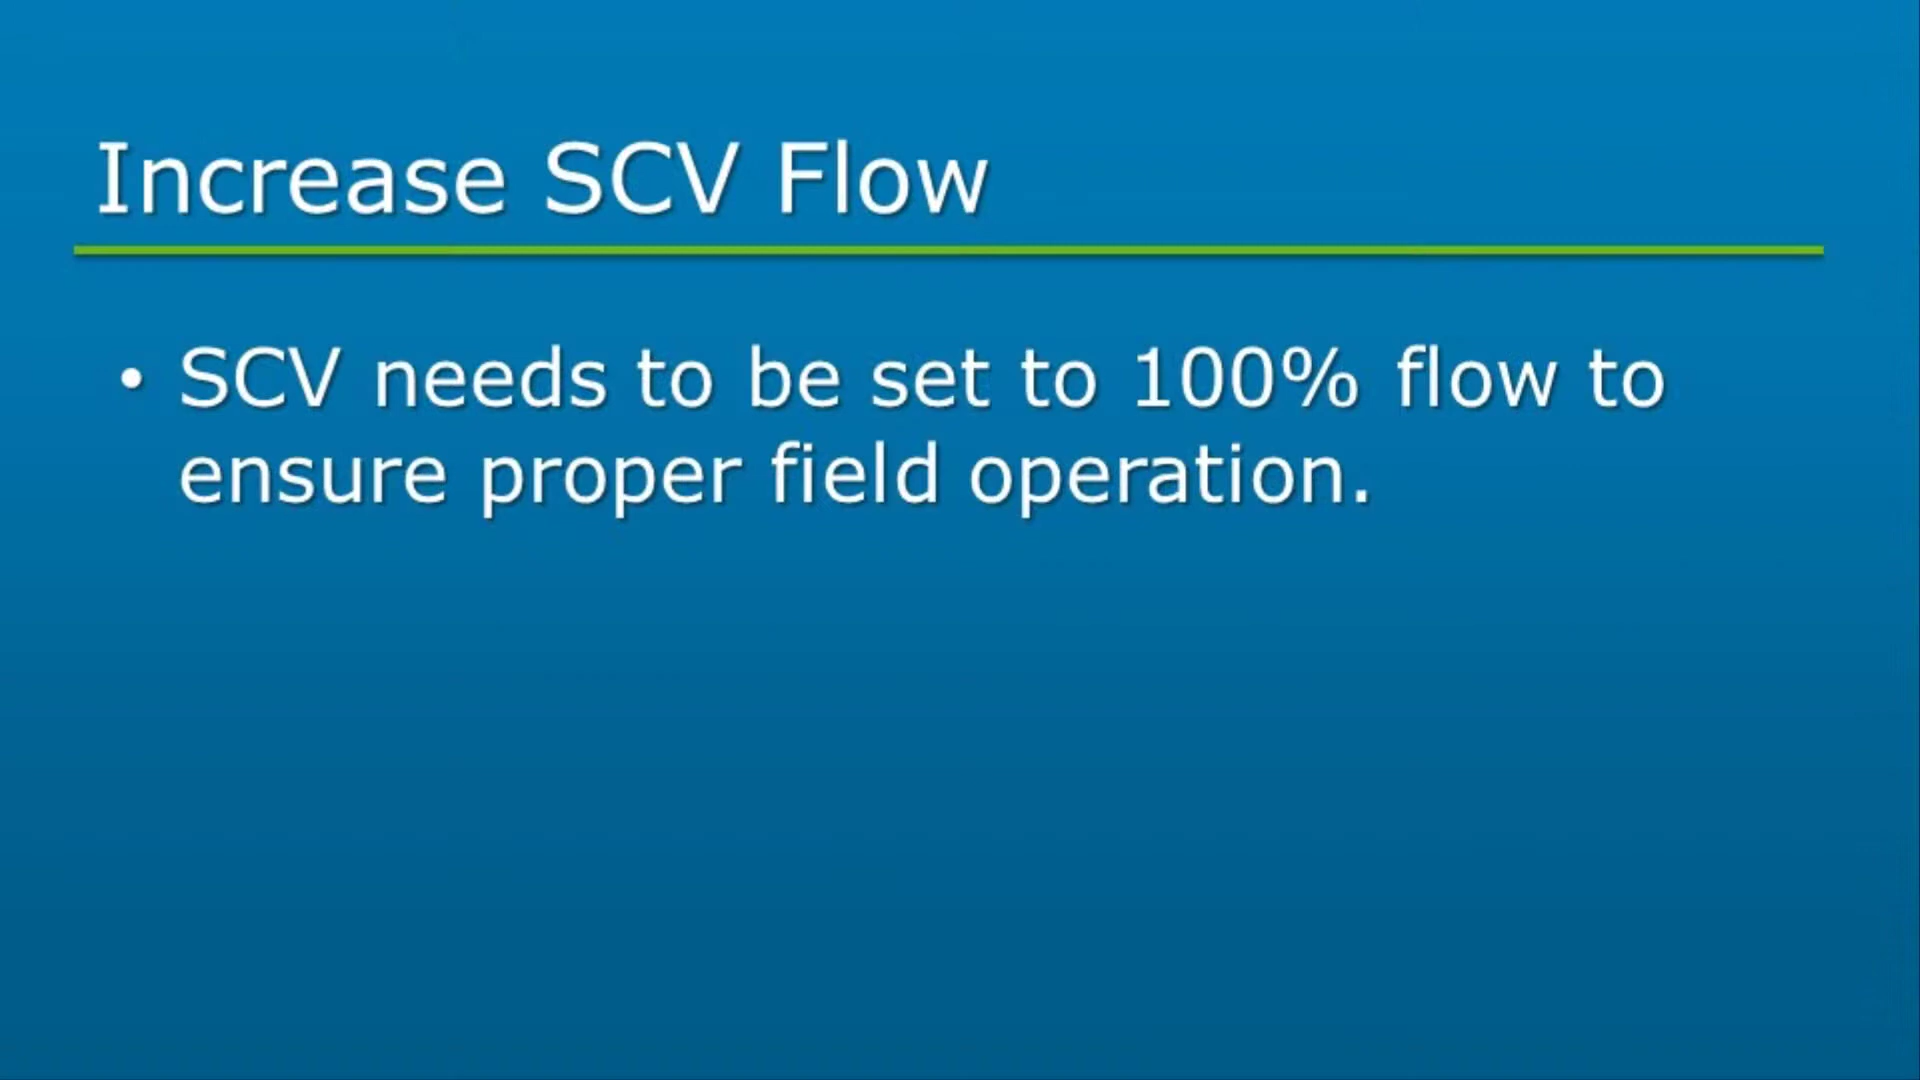 Increase SCV Flow
• SCV needs to be set to 100% flow to
ensure proper field operation.